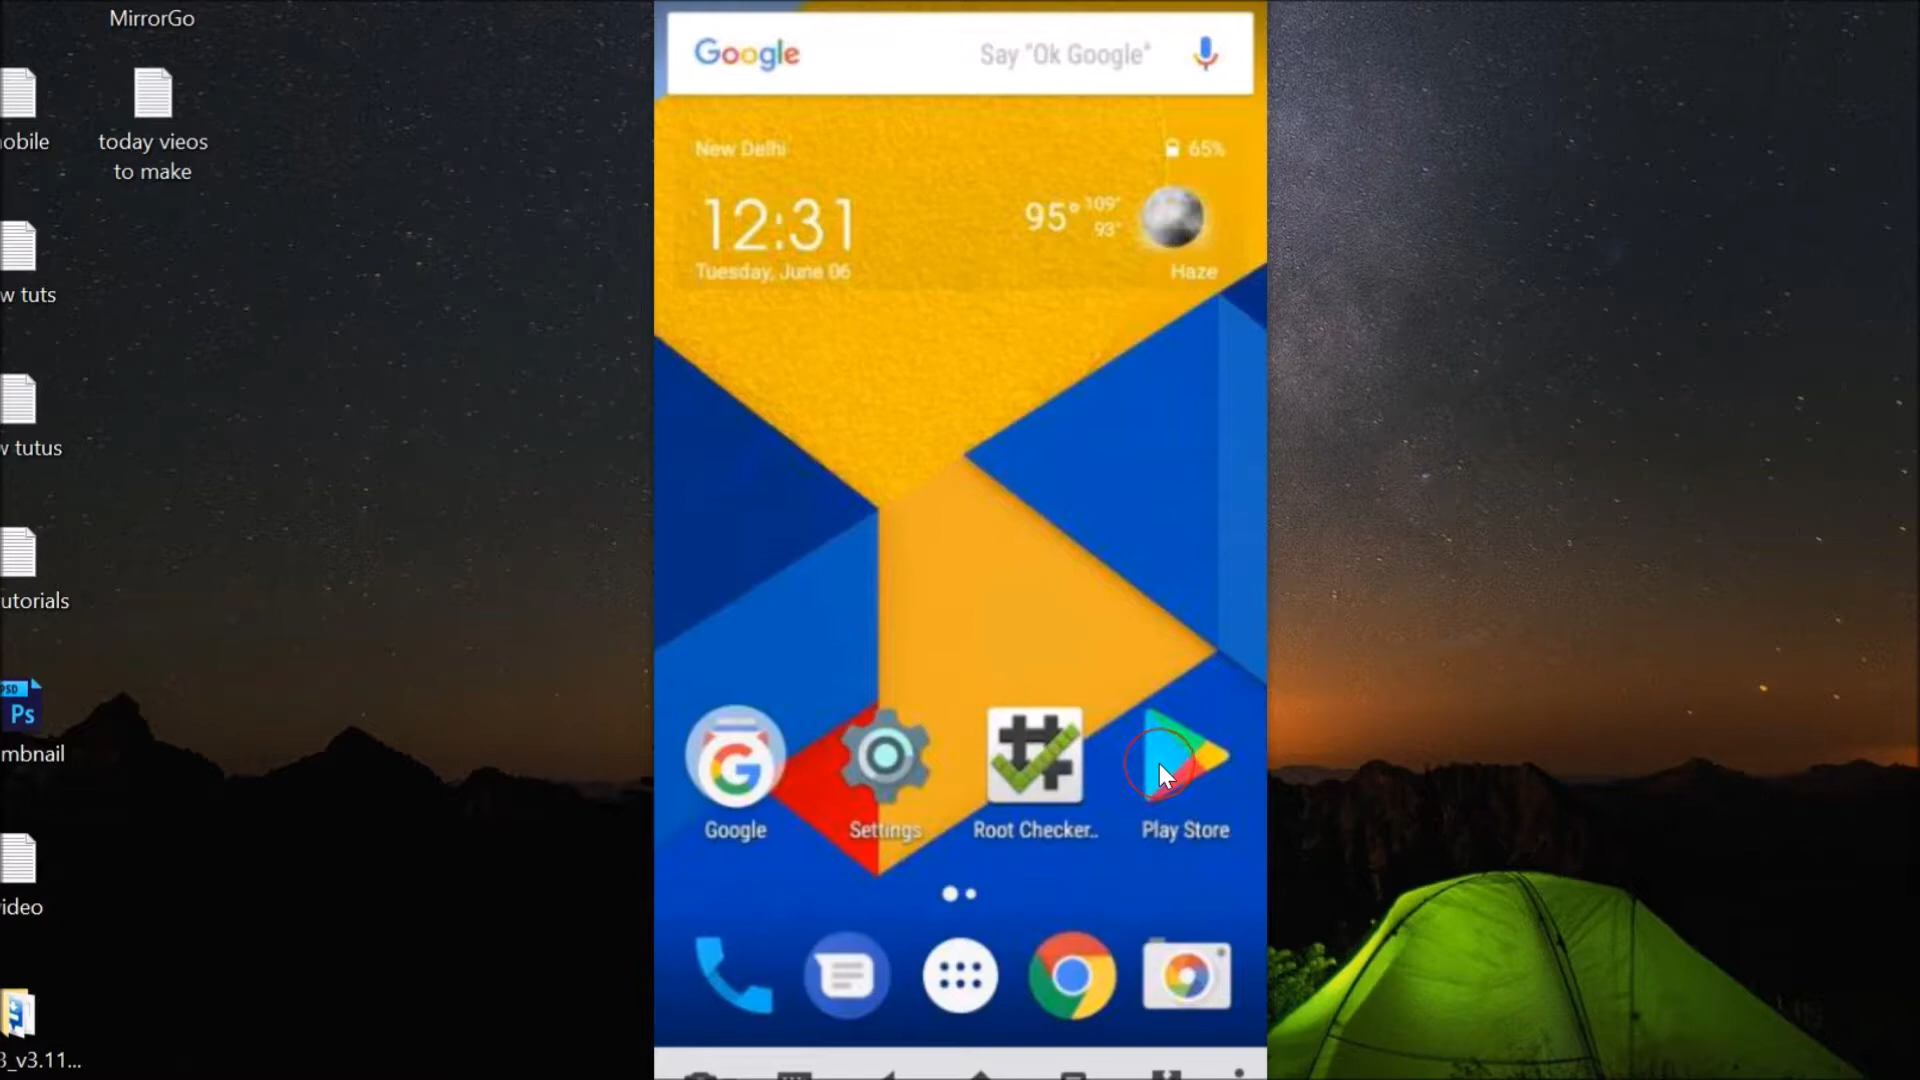 MirrorGo
obile
today vieos
to make
w tuts
w tutus
utorials
PSD
Ps
mbnail
ideo
3_v3.11...
Google
Say "Ok Google"
New Delhi
65%
12:31
95° 109°
93°
Tuesday, June 06
Haze
G
Google
Settings
Root Checker..
Play Store